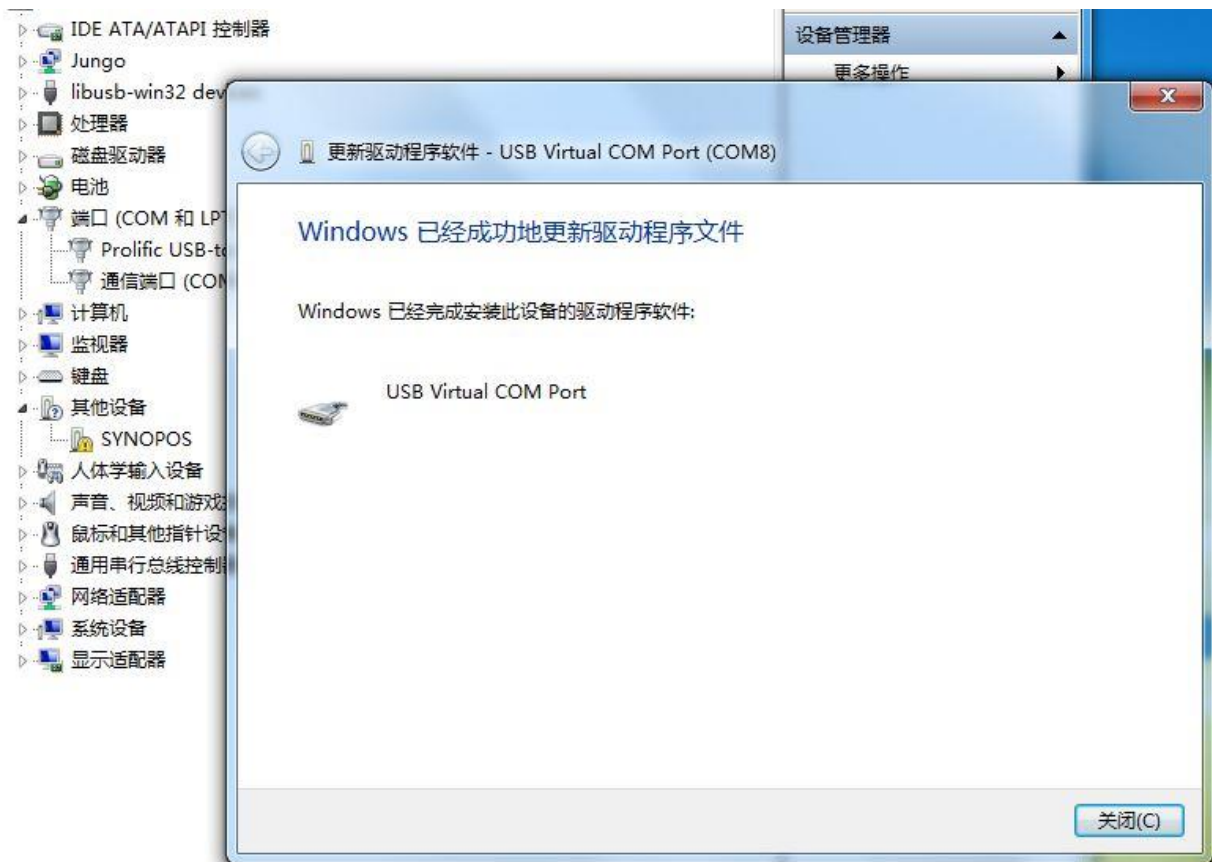 IDE ATA/ATAPI 控制器
Jungo
libusb-win32 dev
处理器
磁盘驱动器
电池
端口 (COM 和 LPT
Prolific USB-to
通信端口 (COM
计算机
监视器
键盘
其他设备
SYNOPOS
人体学输入设备
声音、视频和游戏
鼠标和其他指针设
通用串行总线控制
网络适配器
系统设备
显示适配器
设备管理器
更多操作
更新驱动程序软件 - USB Virtual COM Port (COM8)
Windows 已经成功地更新驱动程序文件
Windows 已经完成安装此设备的驱动程序软件:
USB Virtual COM Port
关闭(C)